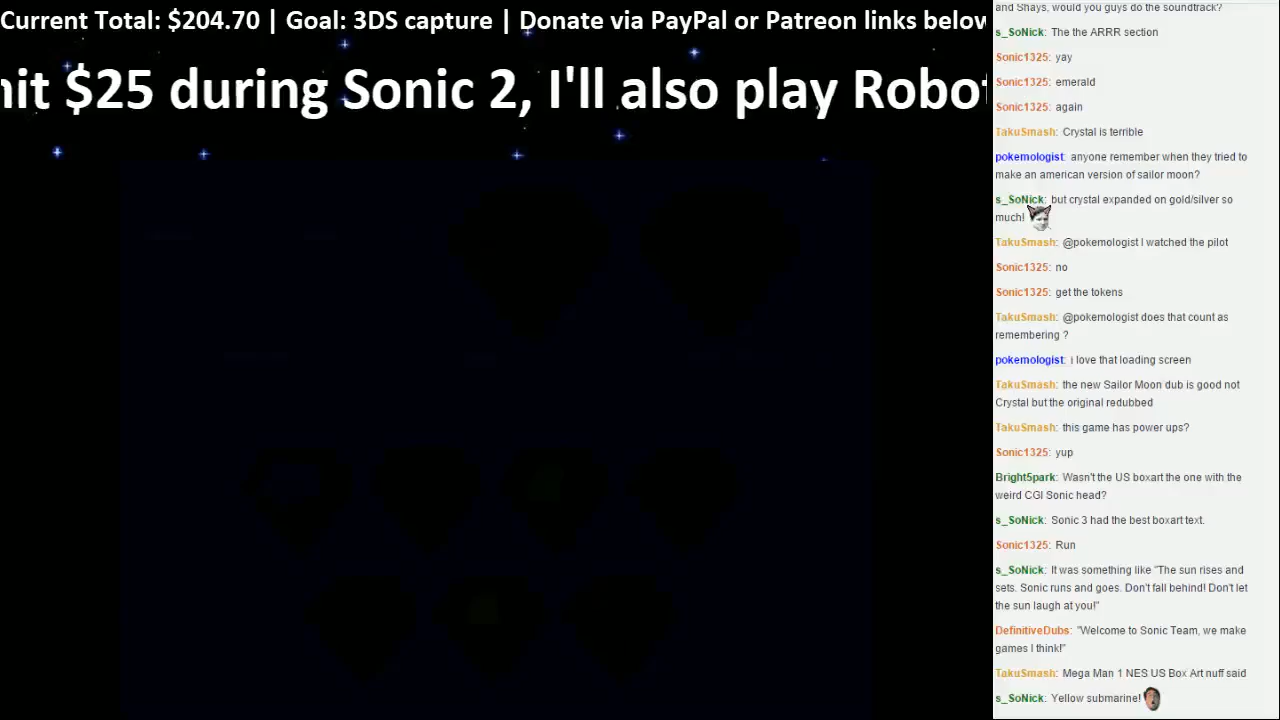 Current Total: $204.70 | Goal: 3DS capture | Donate via PayPal or Patreon links below
hit $25 during Sonic 2, I'll also play Robot
and Shays, would you guys do the soundtrack?
s_SoNick: The the ARRR section
Sonic1325: yay
Sonic1325: emerald
Sonic1325: again
TakuSmash: Crystal is terrible
pokemologist: anyone remember when they tried to
make an american version of sailor moon?
s_SoNick: but crystal expanded on gold/silver so
much!
TakuSmash: @pokemologist I watched the pilot
Sonic1325: no
Sonic1325: get the tokens
TakuSmash: @pokemologist does that count as
remembering ?
pokemologist: i love that loading screen
TakuSmash: the new Sailor Moon dub is good not
Crystal but the original redubbed
TakuSmash: this game has power ups?
Sonic1325: yup
Bright5park: Wasn't the US boxart the one with the
weird CGI Sonic head?
s_SoNick: Sonic 3 had the best boxart text.
Sonic1325: Run
s_SoNick: It was something like "The sun rises and
sets. Sonic runs and goes. Don't fall behind! Don't let
the sun laugh at you!"
DefinitiveDubs: "Welcome to Sonic Team, we make
games I think!"
TakuSmash: Mega Man 1 NES US Box Art nuff said
s_SoNick: Yellow submarine!